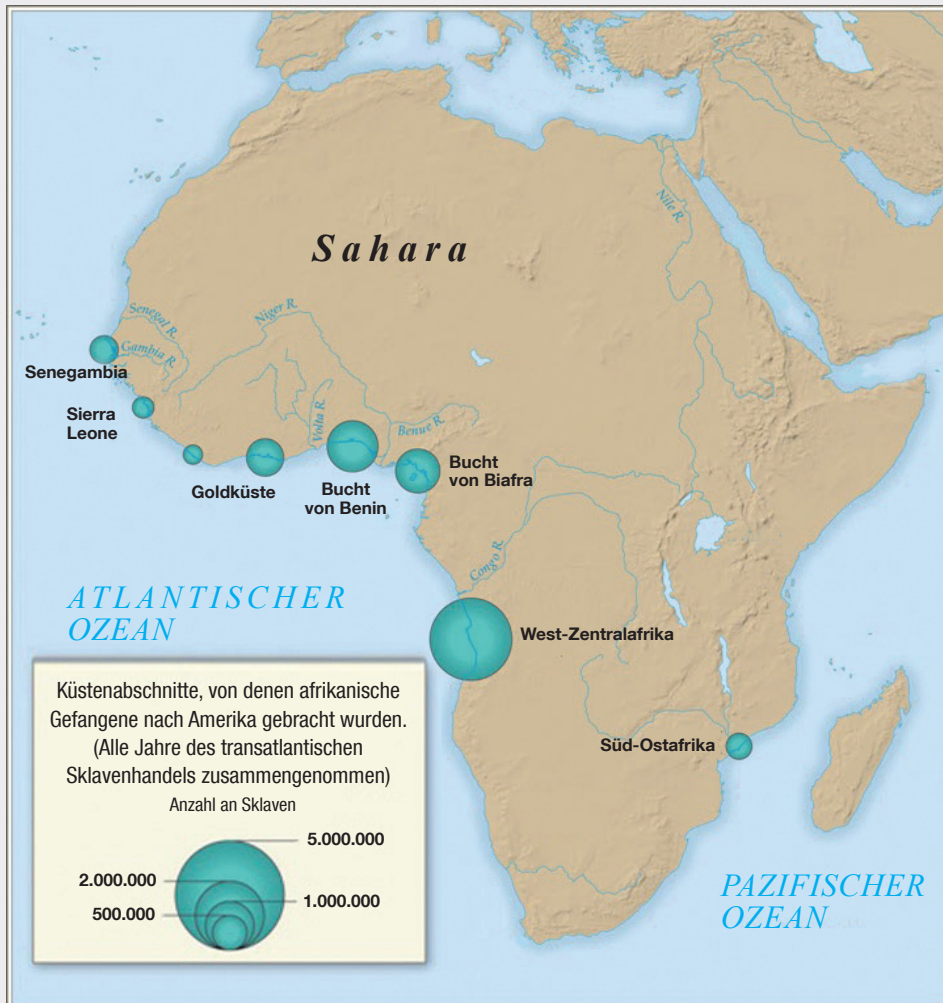 Sahara
Nile R.
Niger R.
Senegal R.
Gambia R.
Senegambia
Sierra
Leone
Volta R.
Benue R.
Goldküste
Bucht
von Benin
Bucht
von Biafra
Congo R.
ATLANTISCHER
OZEAN
West-Zentralafrika
Süd-Ostafrika
PAZIFISCHER
OZEAN
Küstenabschnitte, von denen afrikanische
Gefangene nach Amerika gebracht wurden.
(Alle Jahre des transatlantischen
Sklavenhandels zusammengenommen)
Anzahl an Sklaven
5.000.000
2.000.000
1.000.000
500.000